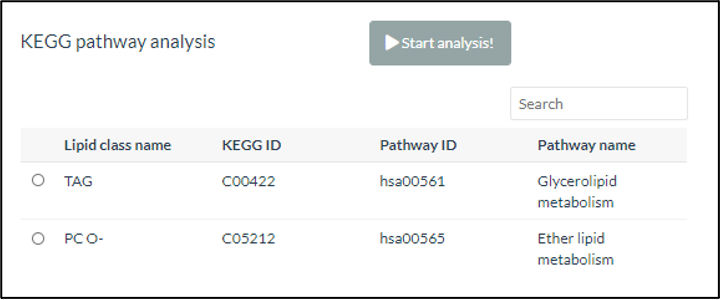 KEGG pathway analysis
Start analysis!
Search
Lipid class name KEGG ID Pathway ID Pathway name
TAG C00422 hsa00561 Glycerolipid
metabolism
PC O- C05212 hsa00565 Ether lipid
metabolism